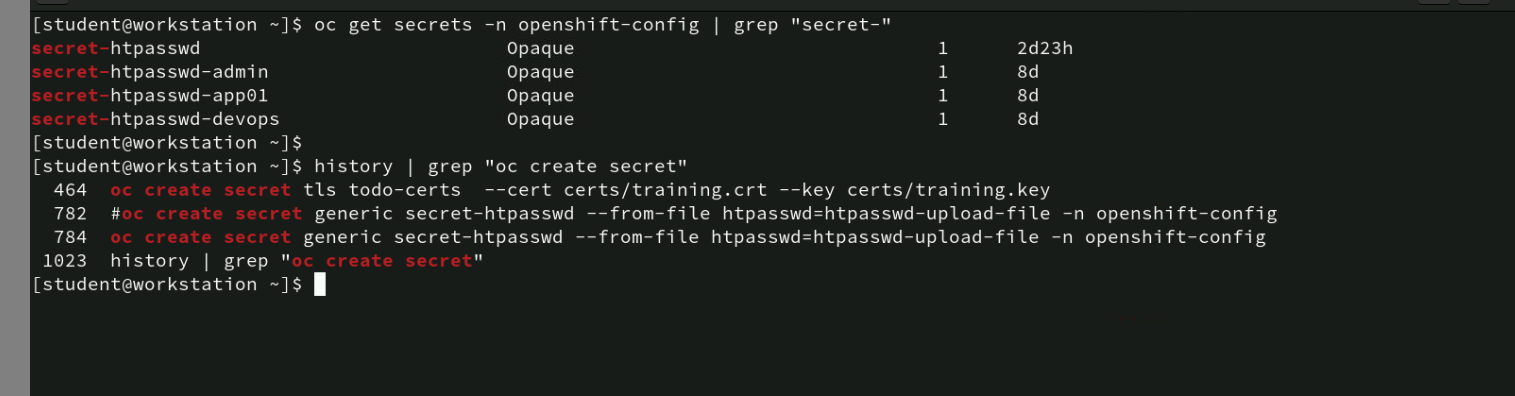 [student@workstation ~]$ oc get secrets -n openshift-config | grep "secret-"
secret-htpasswd Opaque 1 2d23h
secret-htpasswd-admin Opaque 1 8d
secret-htpasswd-app01 Opaque 1 8d
secret-htpasswd-devops Opaque 1 8d
[student@workstation ~]$
[student@workstation ~]$ history | grep "oc create secret"
464 oc create secret tls todo-certs  --cert certs/training.crt --key certs/training.key
782 #oc create secret generic secret-htpasswd --from-file htpasswd=htpasswd-upload-file -n openshift-config
784 oc create secret generic secret-htpasswd --from-file htpasswd=htpasswd-upload-file -n openshift-config
1023 history | grep "oc create secret"
[student@workstation ~]$